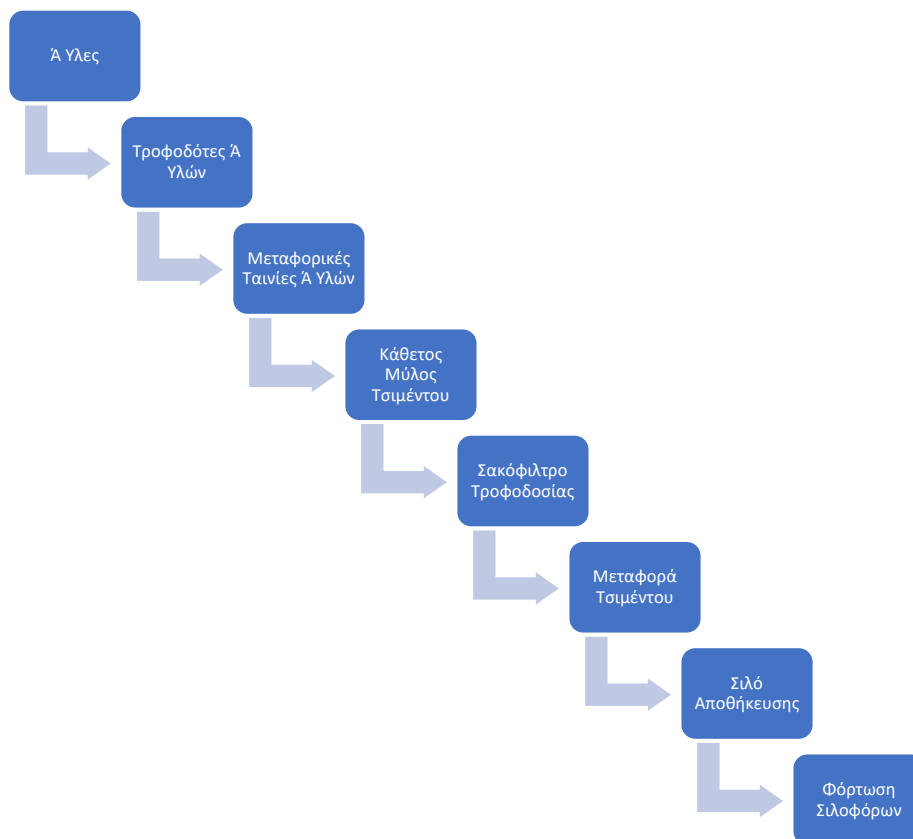 Ά Υλες
Τροφοδότες Ά
Υλών
Μεταφορικές
Ταινίες Ά Υλών
Κάθετος
Μύλος
Τσιμέντου
Σακόφιλτρο
Τροφοδοσίας
Μεταφορά
Τσιμέντου
Σιλό
Αποθήκευσης
Φόρτωση
Σιλοφόρων